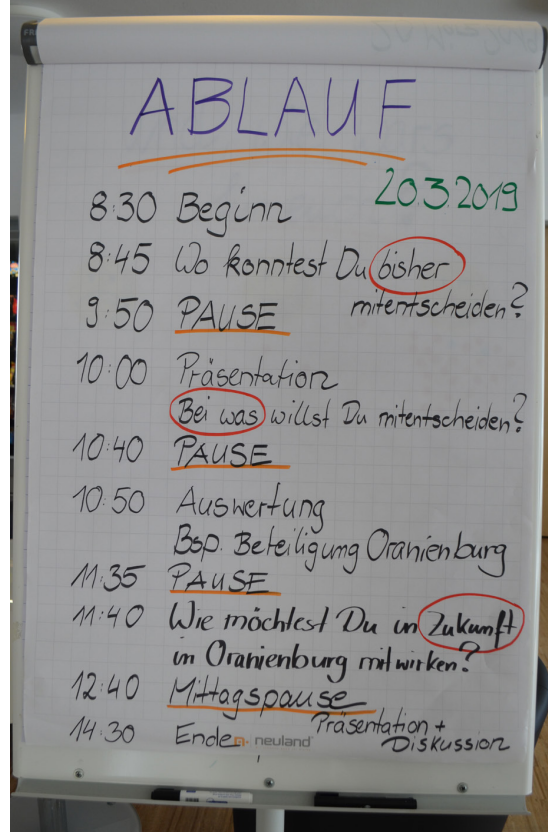 ABLAUF
20.3.2019
8:30 Beginn
8:45 Wo konntest Du bisher
mitentscheiden?
9:50 PAUSE
10:00 Präsentation
Bei was willst Du mitentscheiden?
10:40 PAUSE
10:50 Auswertung
Bsp. Beteiligung Oranienburg
11:35 PAUSE
11:40 Wie möchtest Du in Zukunft
in Oranienburg mitwirken?
12:40 Mittagspause
Präsentation +
Diskussion
14:30 Ende
neuland